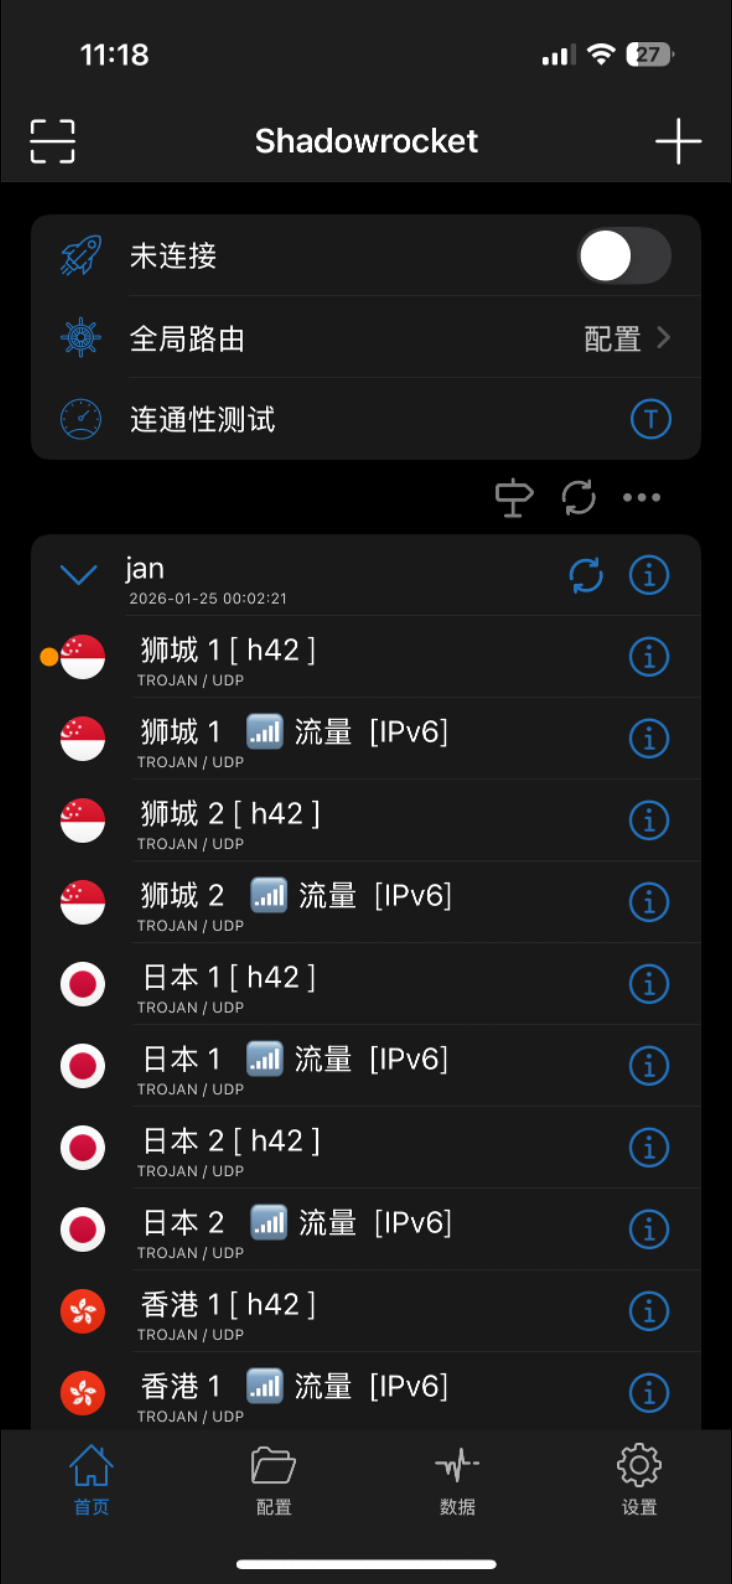 11:18
27
Shadowrocket
未连接
全局路由 配置
连通性测试 T
jan
2026-01-25 00:02:21
狮城 1 [ h42 ]
TROJAN / UDP
狮城 1 📶 流量 [IPv6]
TROJAN / UDP
狮城 2 [ h42 ]
TROJAN / UDP
狮城 2 📶 流量 [IPv6]
TROJAN / UDP
日本 1 [ h42 ]
TROJAN / UDP
日本 1 📶 流量 [IPv6]
TROJAN / UDP
日本 2 [ h42 ]
TROJAN / UDP
日本 2 📶 流量 [IPv6]
TROJAN / UDP
香港 1 [ h42 ]
TROJAN / UDP
香港 1 📶 流量 [IPv6]
TROJAN / UDP
首页 配置 数据 设置